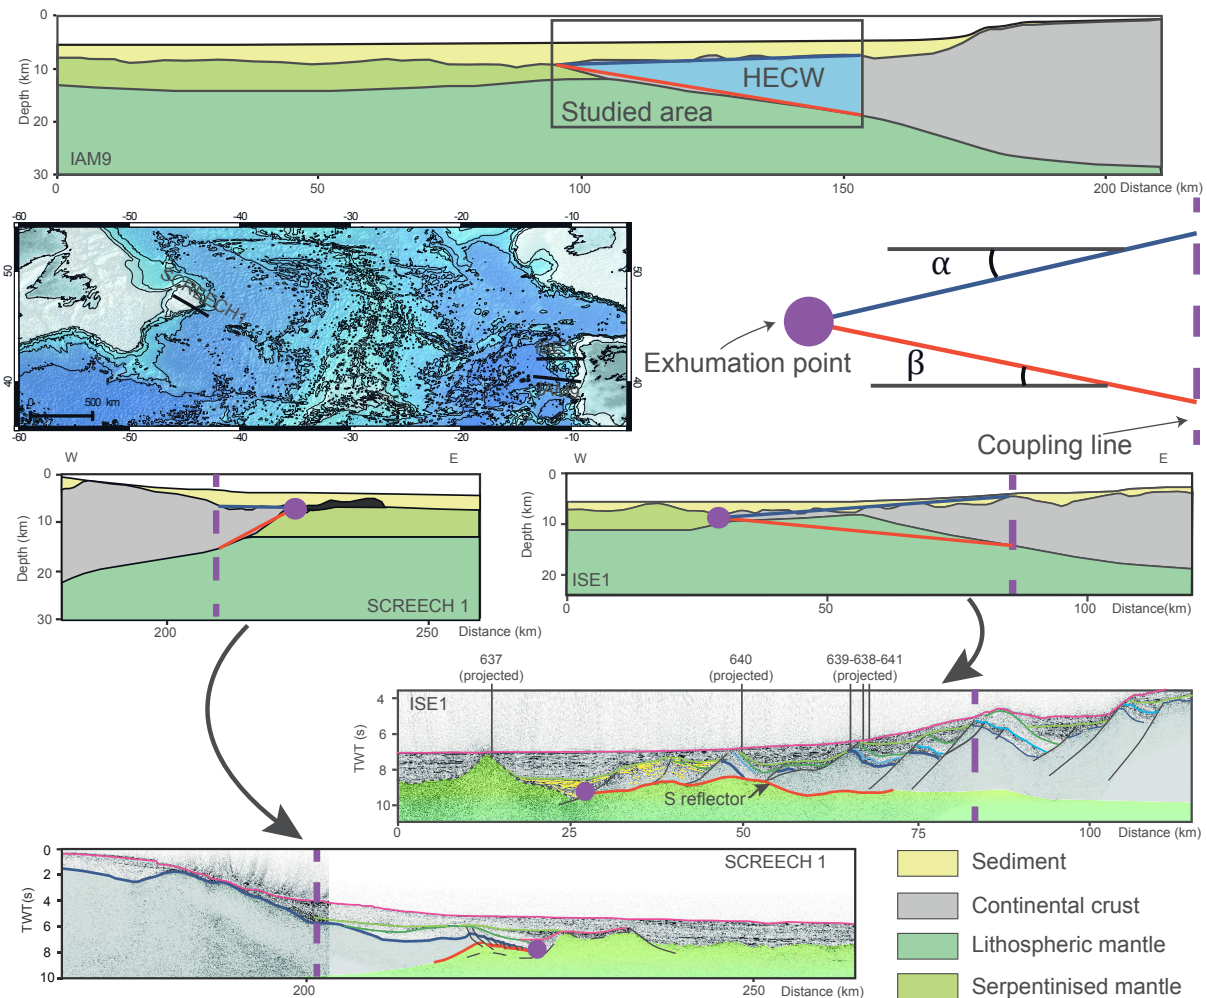 0
10
20
30
Depth (km)
HECW
Studied area
IAM9
0
50
100
150
200 Distance (km)
-60
-50
-40
-30
-20
-10
50
40
50
40
SCREECH1
0
500 km
-60
-50
-40
-30
-20
-10
α
β
Exhumation point
Coupling line
W
E
0
10
20
30
Depth (km)
SCREECH 1
200
250
Distance (km)
W
E
0
10
20
Depth (km)
ISE1
0
50
100
Distance(km)
637
(projected)
640
(projected)
639-638-641
(projected)
ISE1
4
6
8
10
TWT (s)
S reflector
0
25
50
75
100
Distance (km)
SCREECH 1
0
2
4
6
8
10
TWT(s)
200
250
Distance (km)
Sediment
Continental crust
Lithospheric mantle
Serpentinised mantle